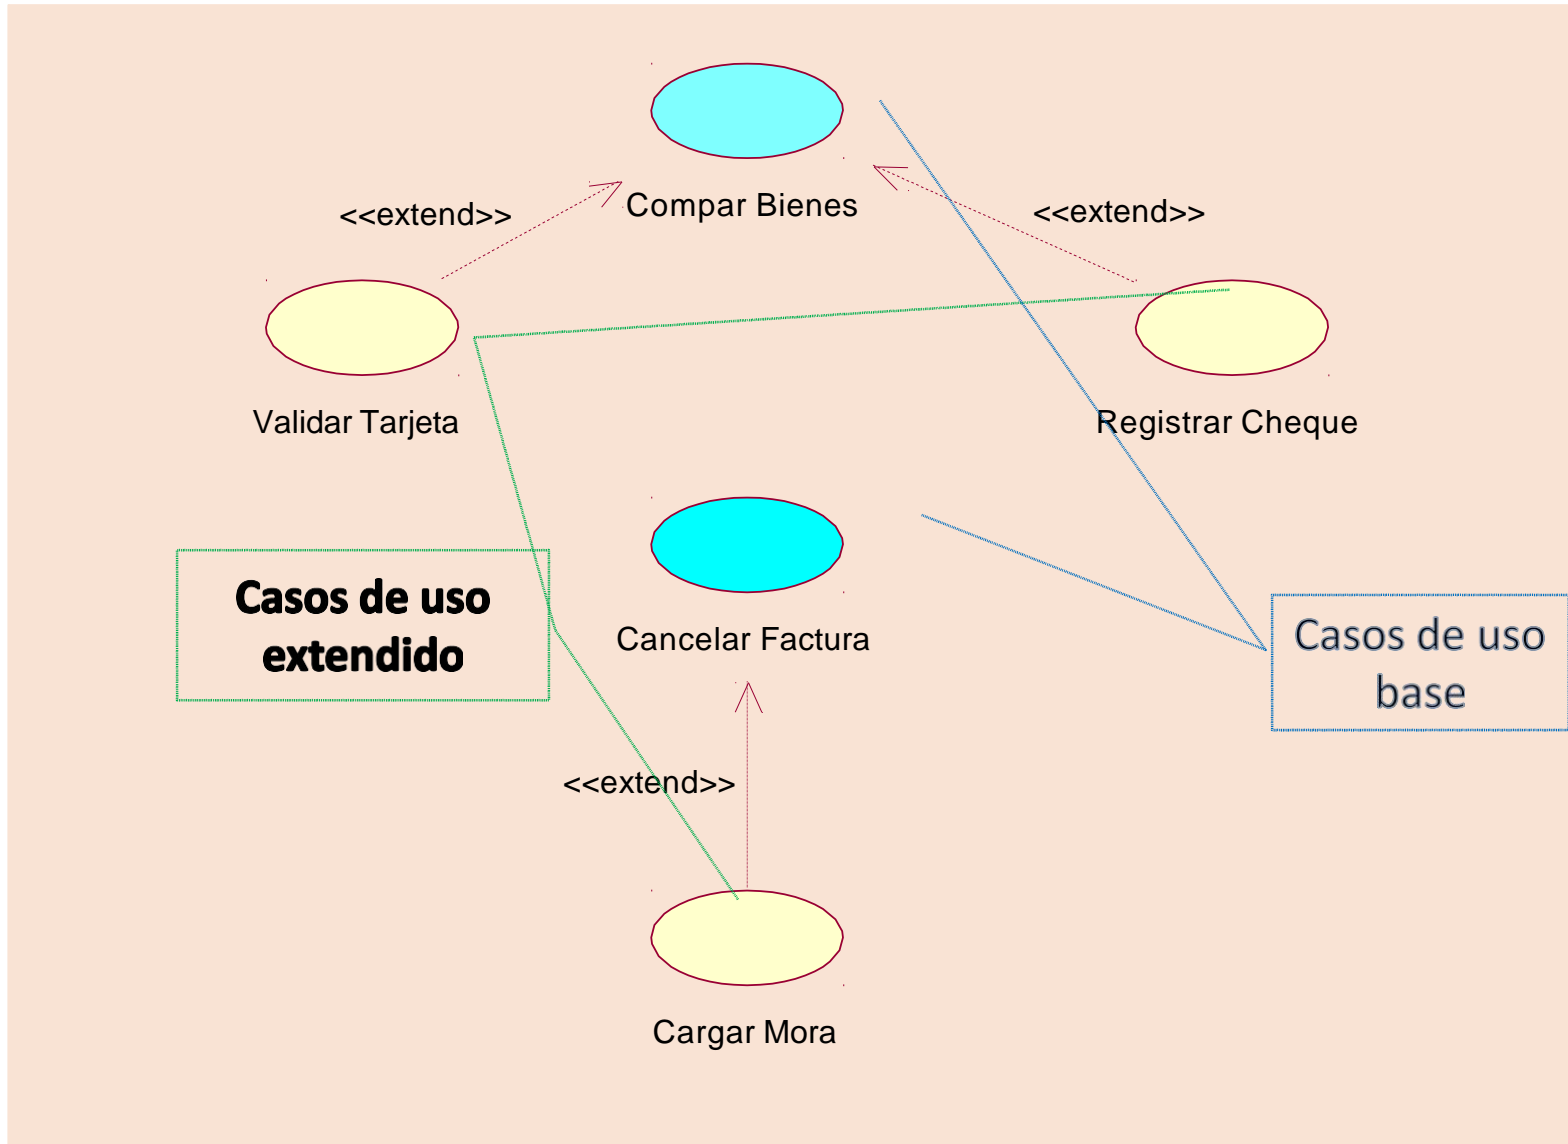 Compar Bienes
<<extend>>
<<extend>>
Validar Tarjeta
Registrar Cheque
Casos de uso
extendido
Cancelar Factura
Casos de uso
base
<<extend>>
Cargar Mora